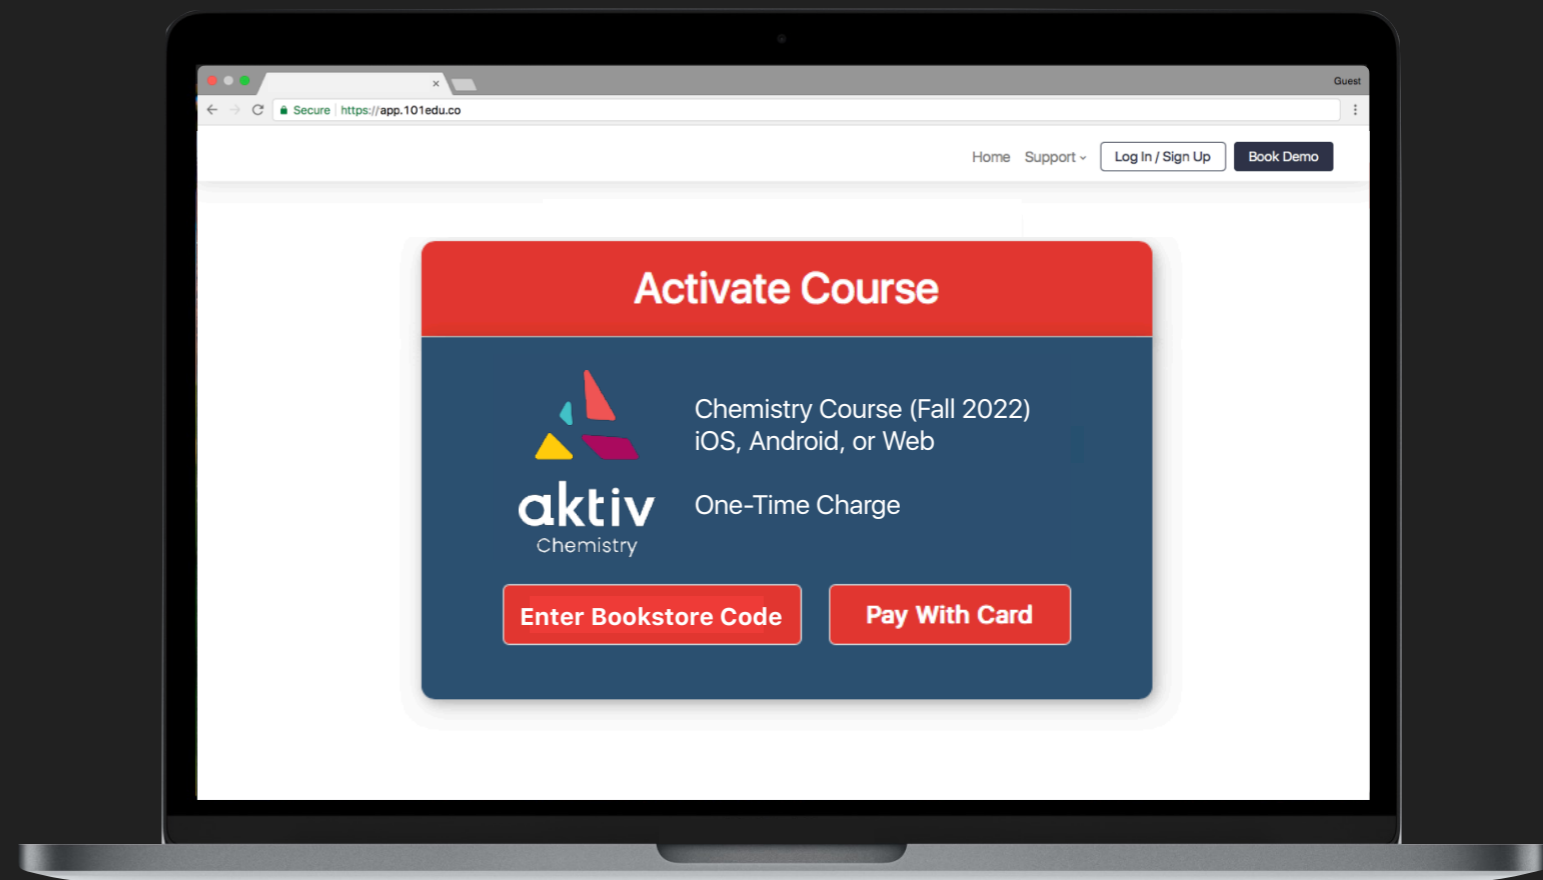 Guest
Secure https://app.101edu.co
Home Support Log In / Sign Up Book Demo
Activate Course
Chemistry Course (Fall 2022)
iOS, Android, or Web
One-Time Charge
aktiv
Chemistry
Enter Bookstore Code Pay With Card